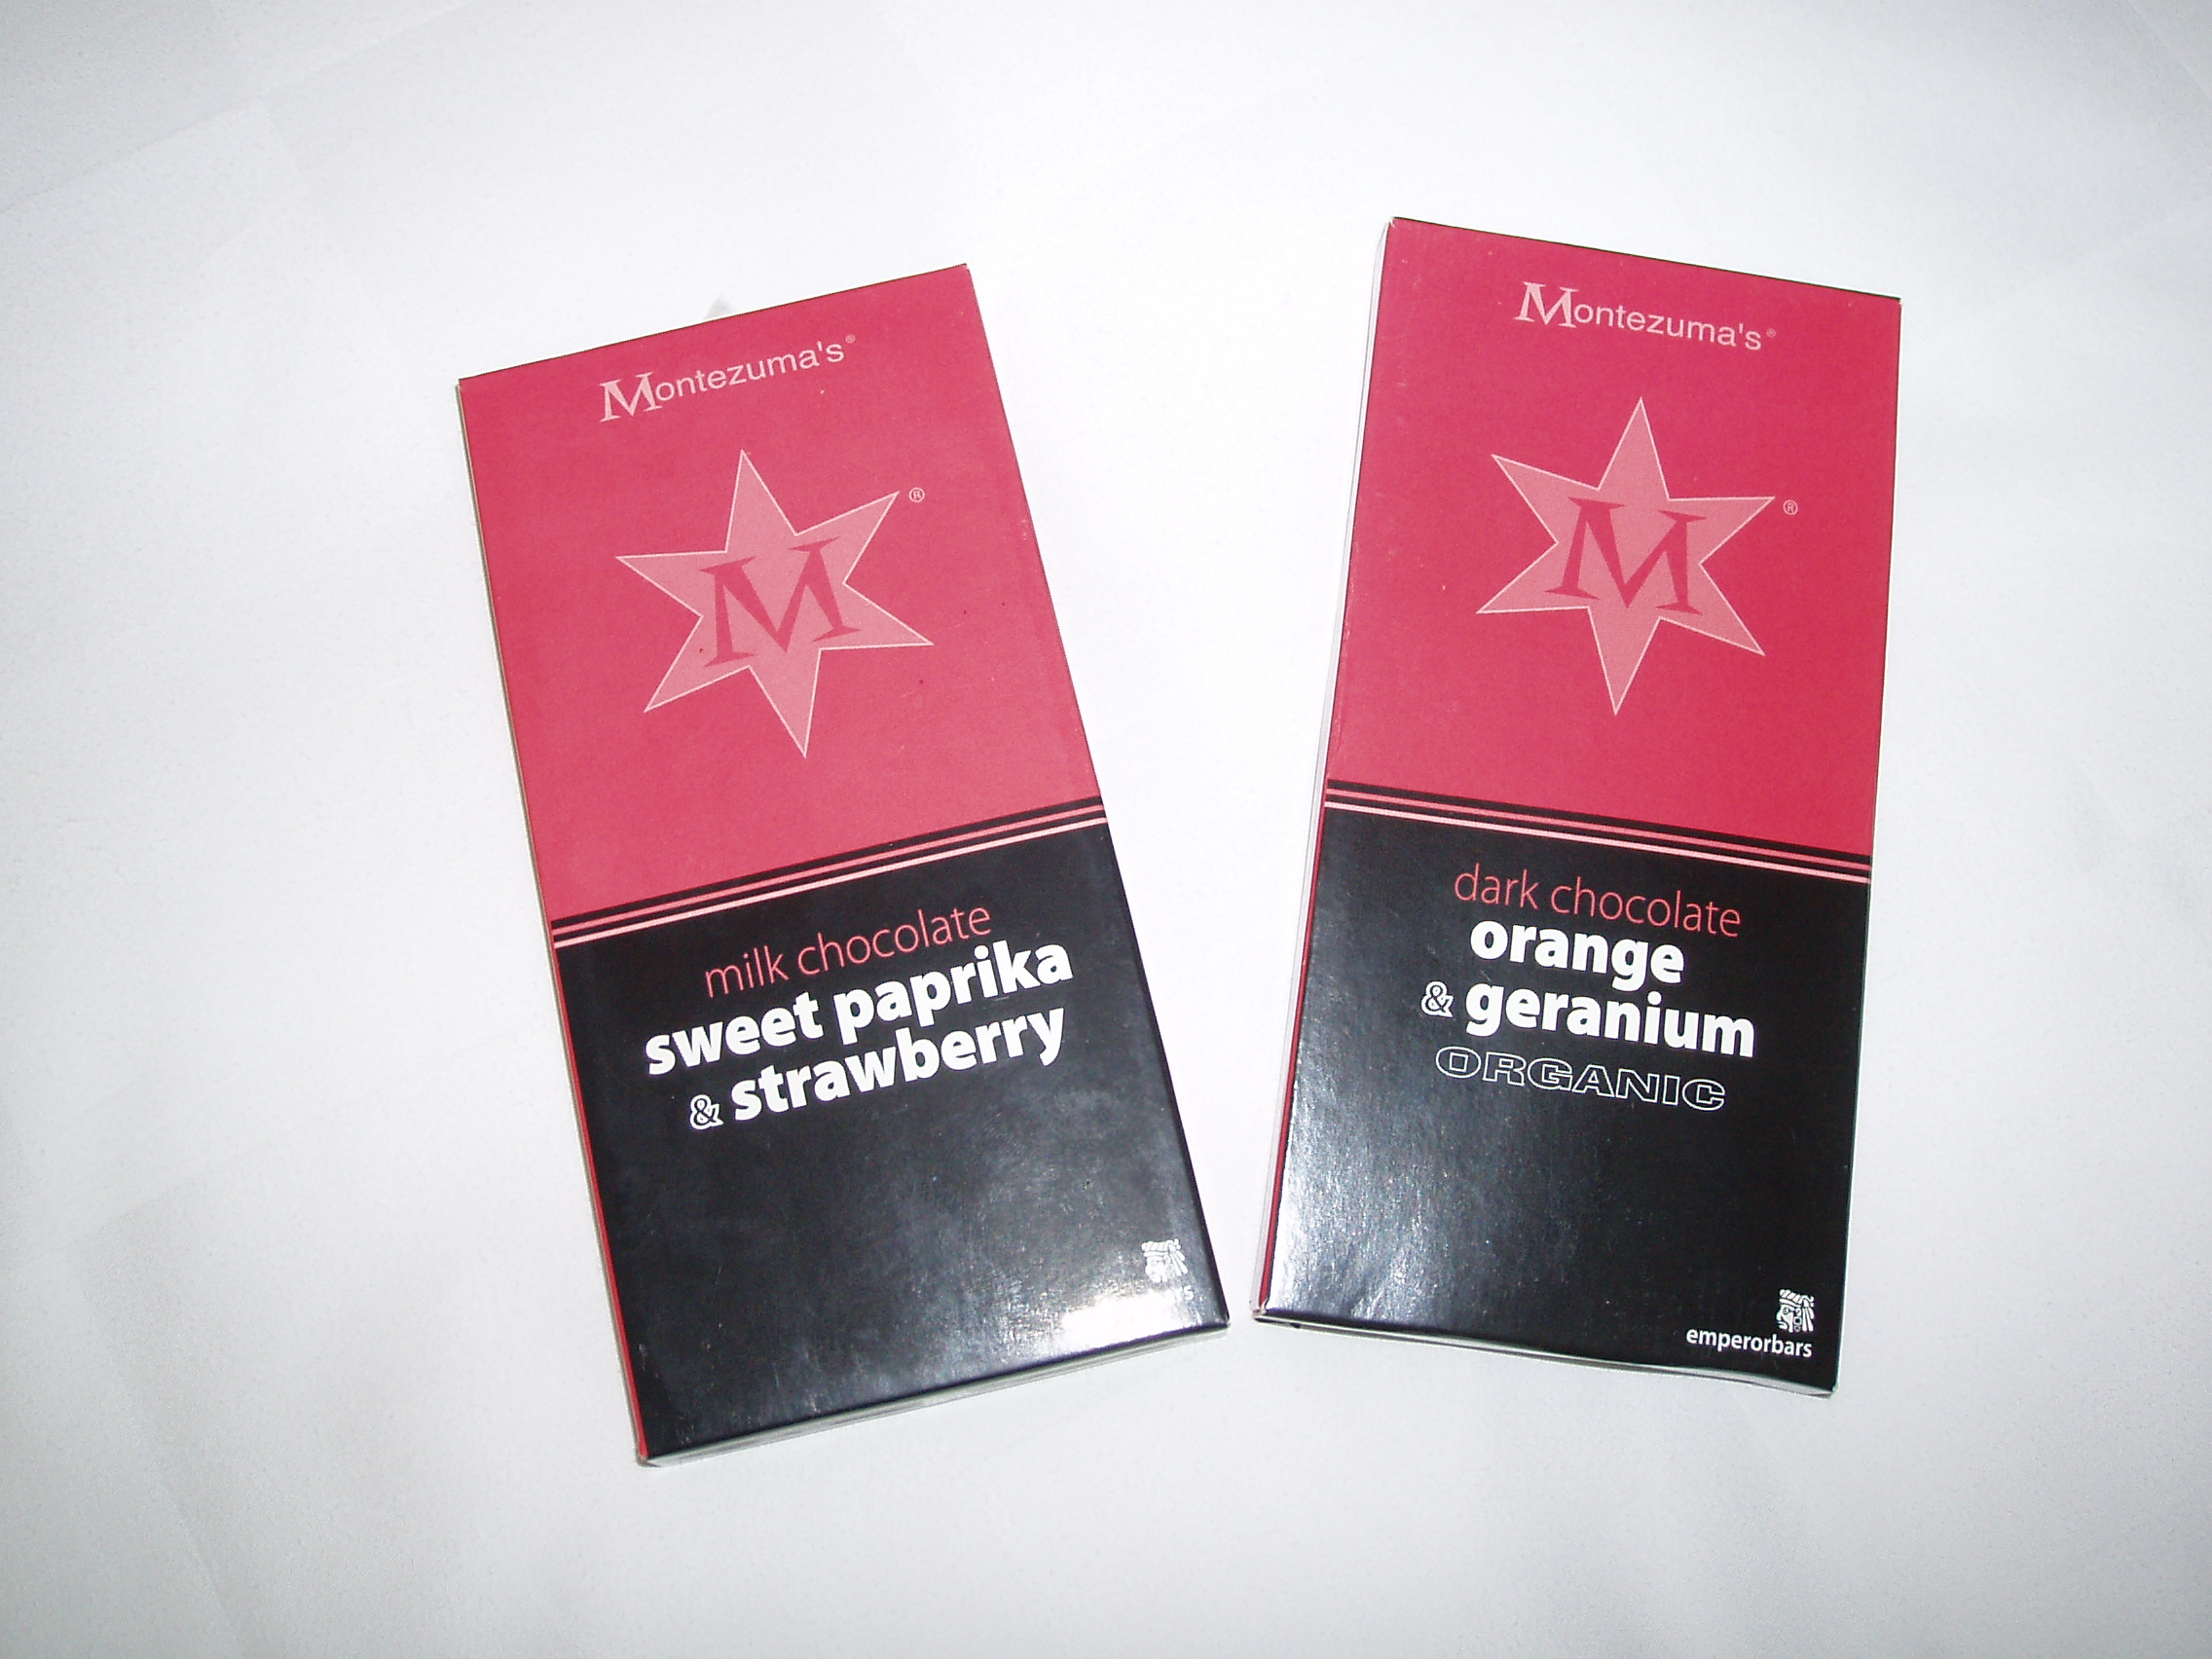 Montezuma's®
M®
milk chocolate
sweet paprika
& strawberry
Montezuma's®
M®
dark chocolate
orange
& geranium
ORGANIC
emperorbars